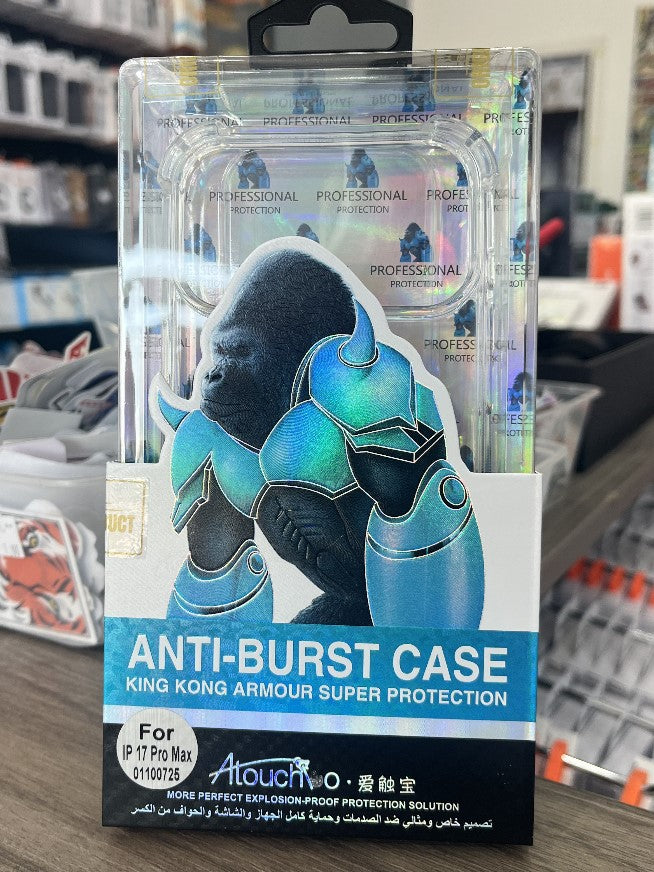 PROFESSIONAL
PROTECTION
PROFESSIONAL
PROTECTION
PROFESSIONAL
PROTECTION
UCT
ANTI-BURST CASE
KING KONG ARMOUR SUPER PROTECTION
For
IP 17 Pro Max
01100725
Atouchbo · 爱触宝
MORE PERFECT EXPLOSION-PROOF PROTECTION SOLUTION
تصميم خاص ومثالي ضد الصدمات وحماية كامل الجهاز والشاشة والحواف من الكسر